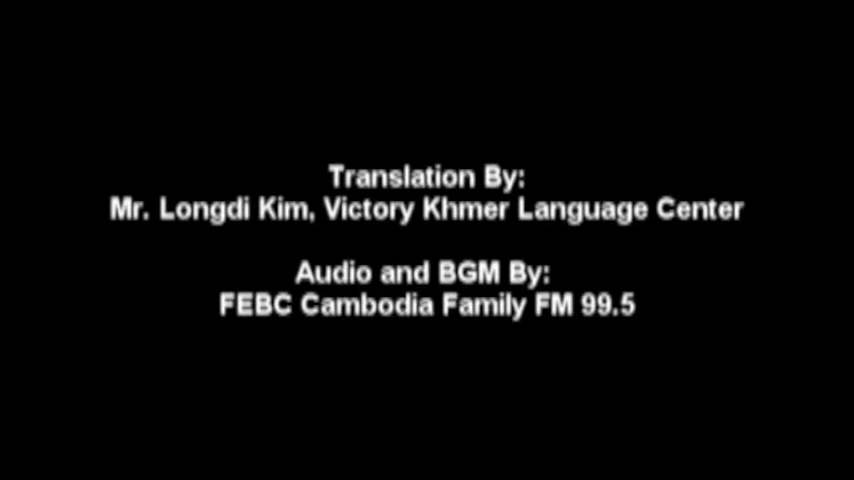 Translation By:
Mr. Longdi Kim, Victory Khmer Language Center
Audio and BGM By:
FEBC Cambodia Family FM 99.5